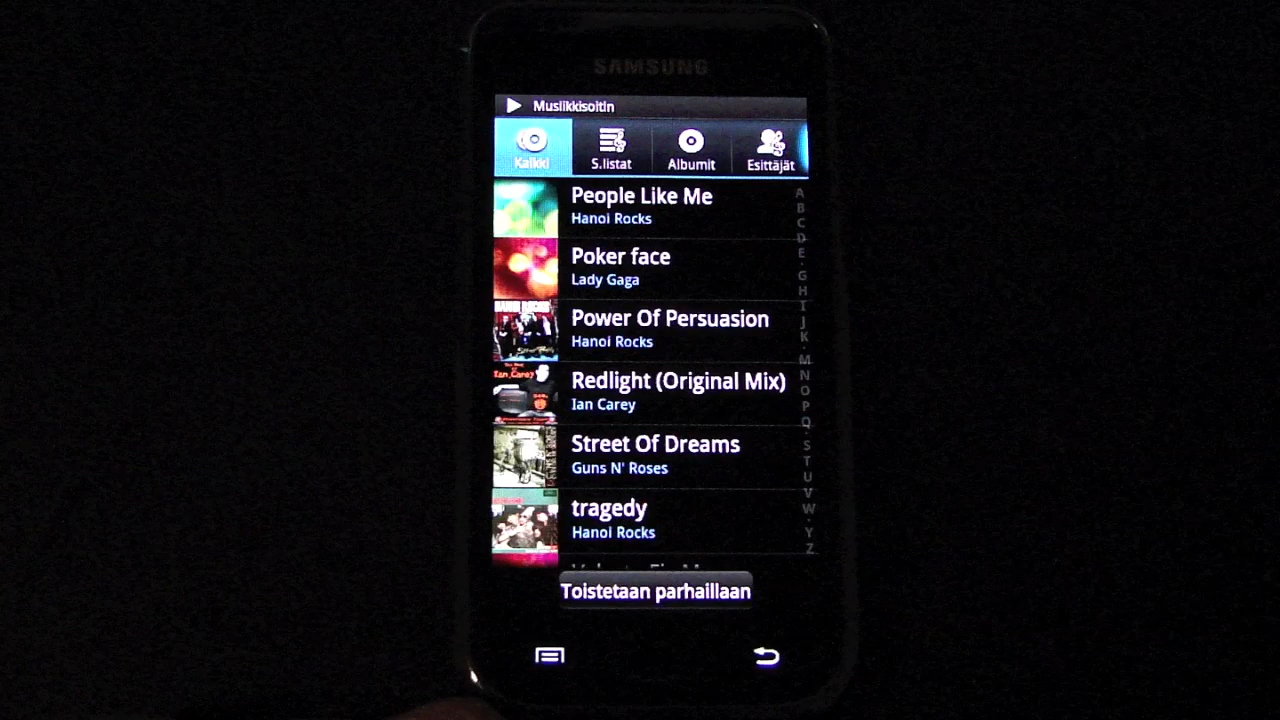 SAMSUNG
Musiikkisoitin
Kaikki
S.listat
Albumit
Esittäjät
People Like Me
Hanoi Rocks
Poker face
Lady Gaga
Power Of Persuasion
Hanoi Rocks
Redlight (Original Mix)
Ian Carey
Street Of Dreams
Guns N' Roses
tragedy
Hanoi Rocks
Toistetaan parhaillaan
A
B
C
D
E
G
H
I
J
K
M
N
O
P
Q
S
T
U
V
W
Y
Z